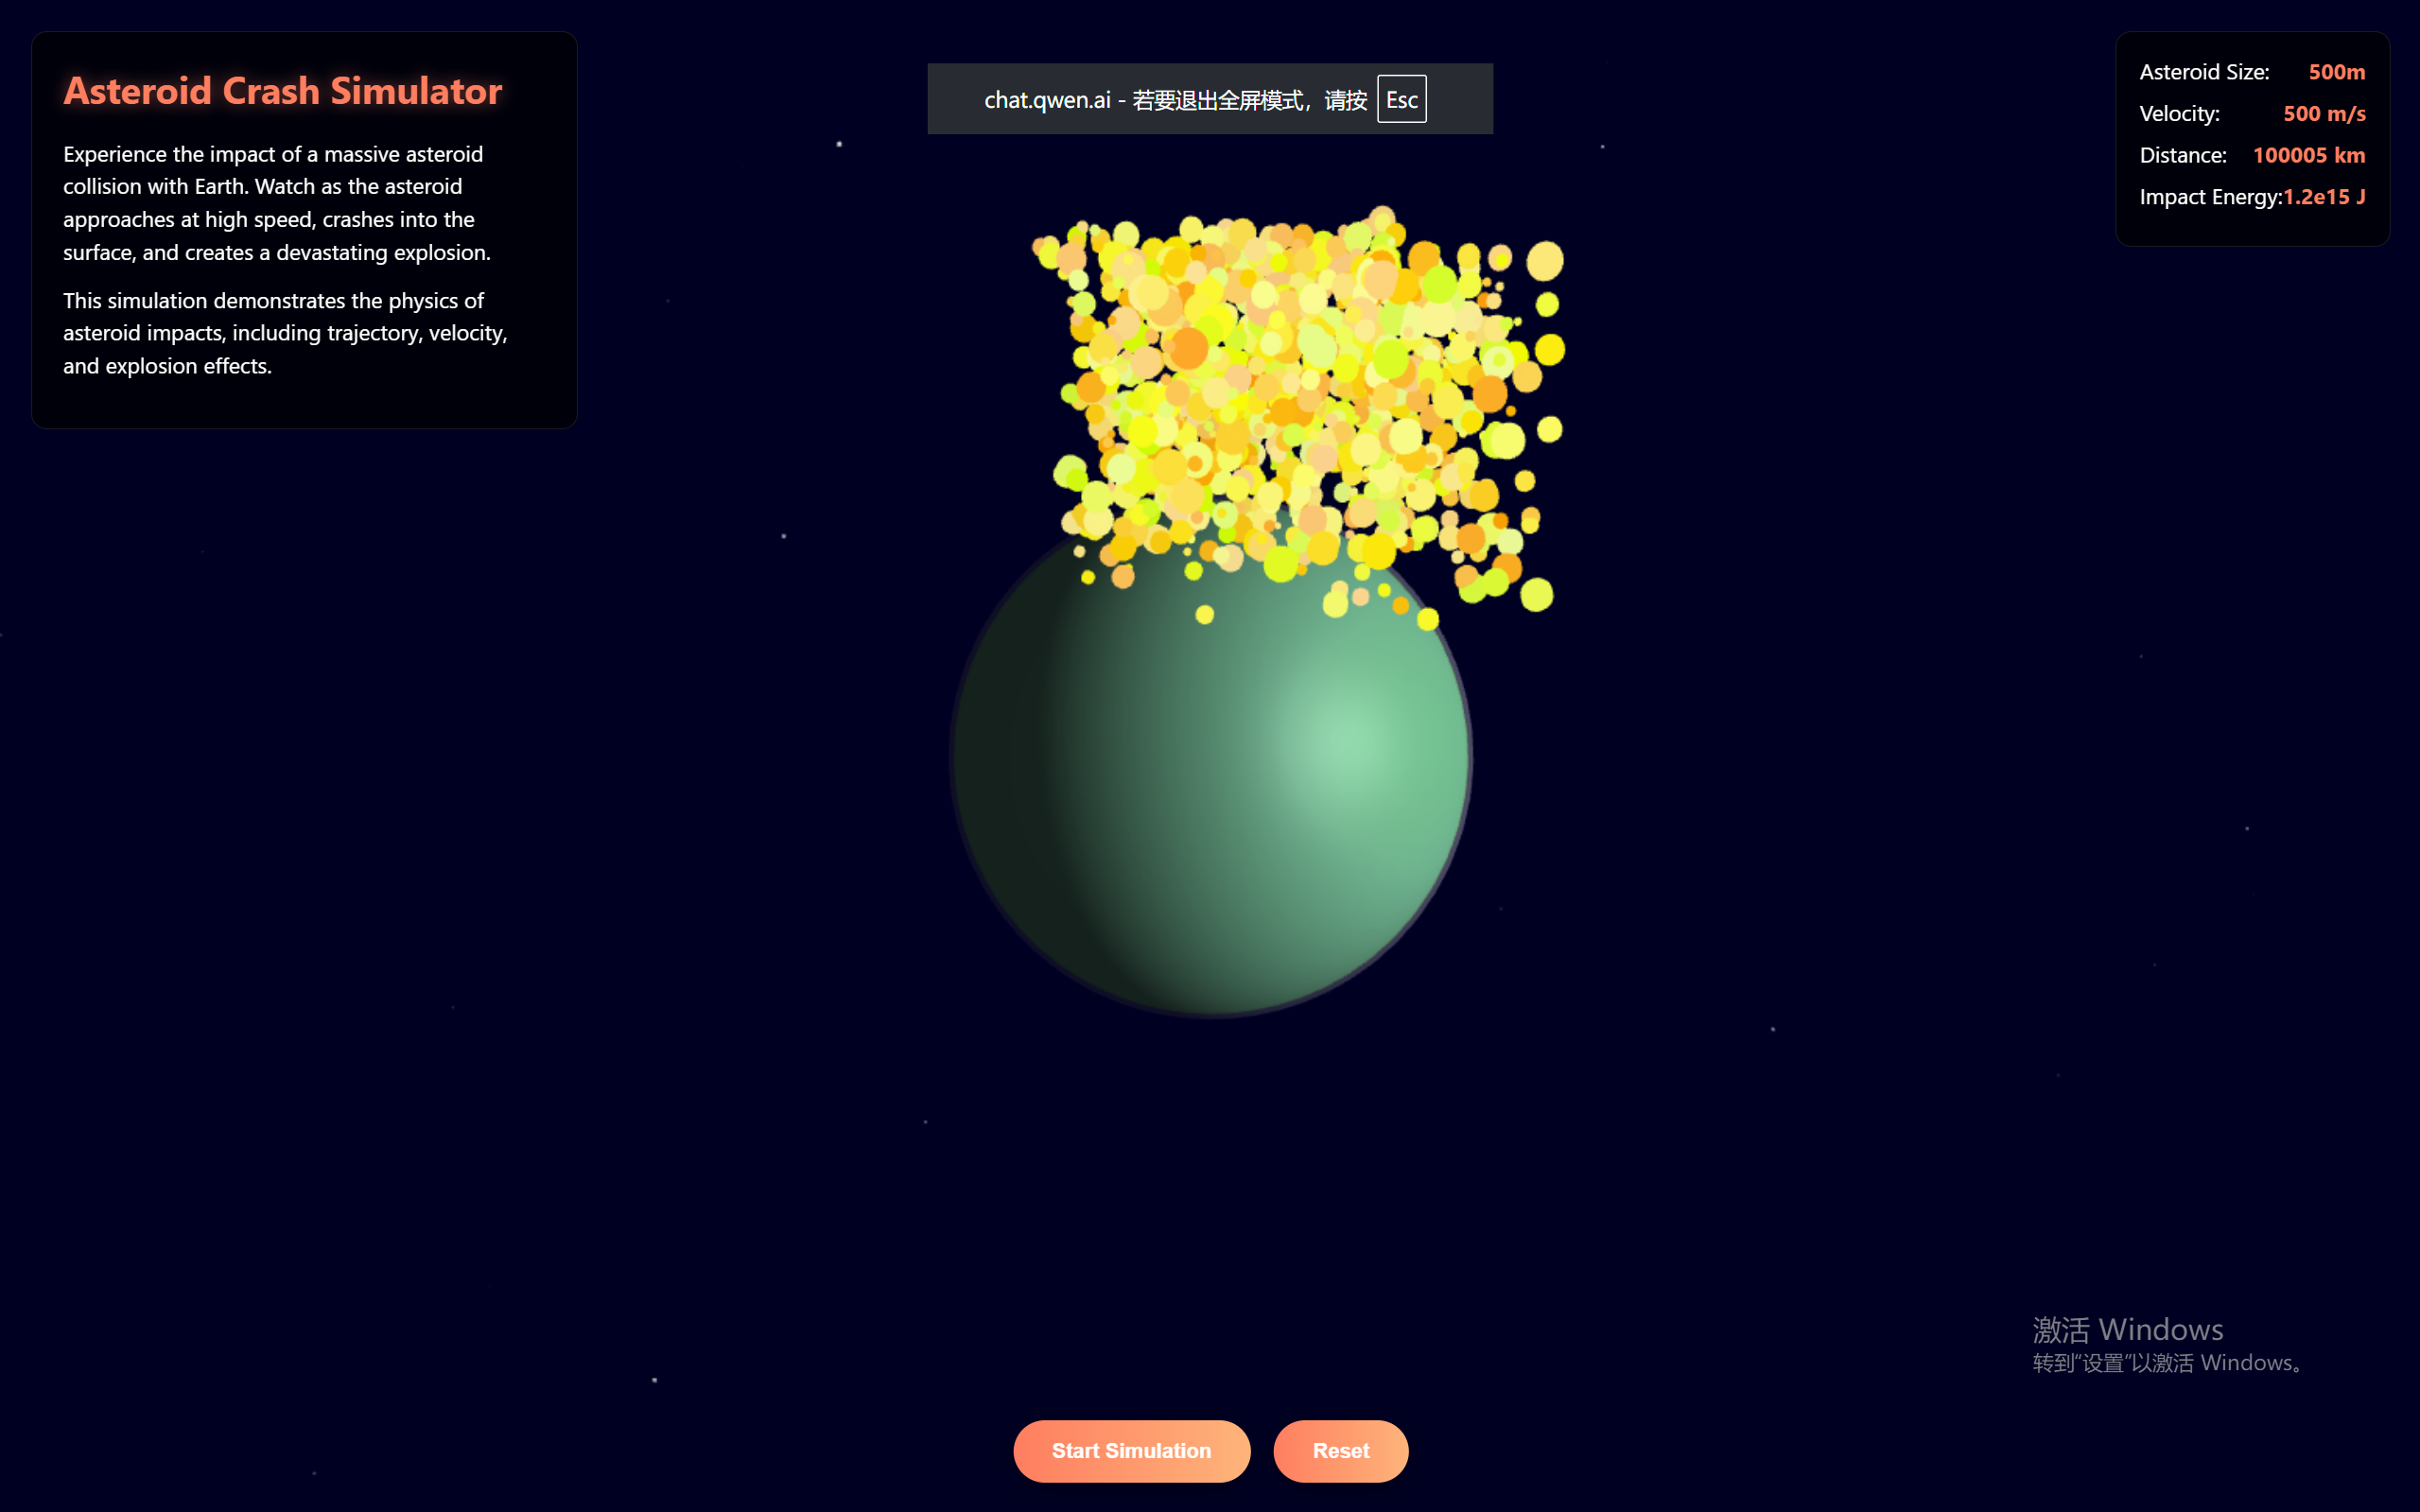 Asteroid Crash Simulator
Experience the impact of a massive asteroid
collision with Earth. Watch as the asteroid
approaches at high speed, crashes into the
surface, and creates a devastating explosion.
This simulation demonstrates the physics of
asteroid impacts, including trajectory, velocity,
and explosion effects.
chat.qwen.ai - 若要退出全屏模式，请按 Esc
Asteroid Size: 500m
Velocity: 500 m/s
Distance: 100005 km
Impact Energy:1.2e15 J
激活 Windows
转到“设置”以激活 Windows。
Start Simulation
Reset